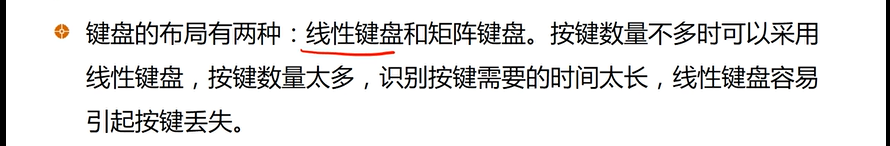 键盘的布局有两种：线性键盘和矩阵键盘。按键数量不多时可以采用
线性键盘，按键数量太多，识别按键需要的时间太长，线性键盘容易
引起按键丢失。